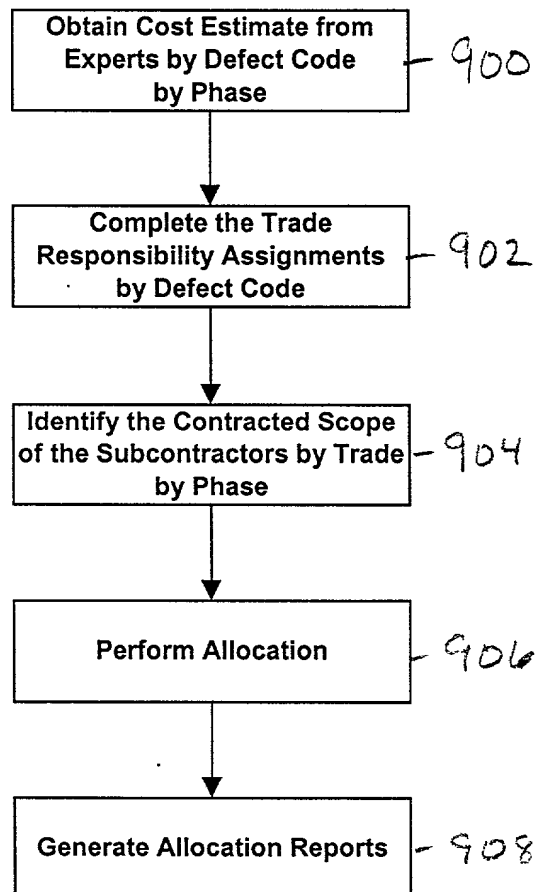 Obtain Cost Estimate from
Experts by Defect Code
by Phase
900
Complete the Trade
Responsibility Assignments
by Defect Code
902
Identify the Contracted Scope
of the Subcontractors by Trade
by Phase
904
Perform Allocation
906
Generate Allocation Reports
908